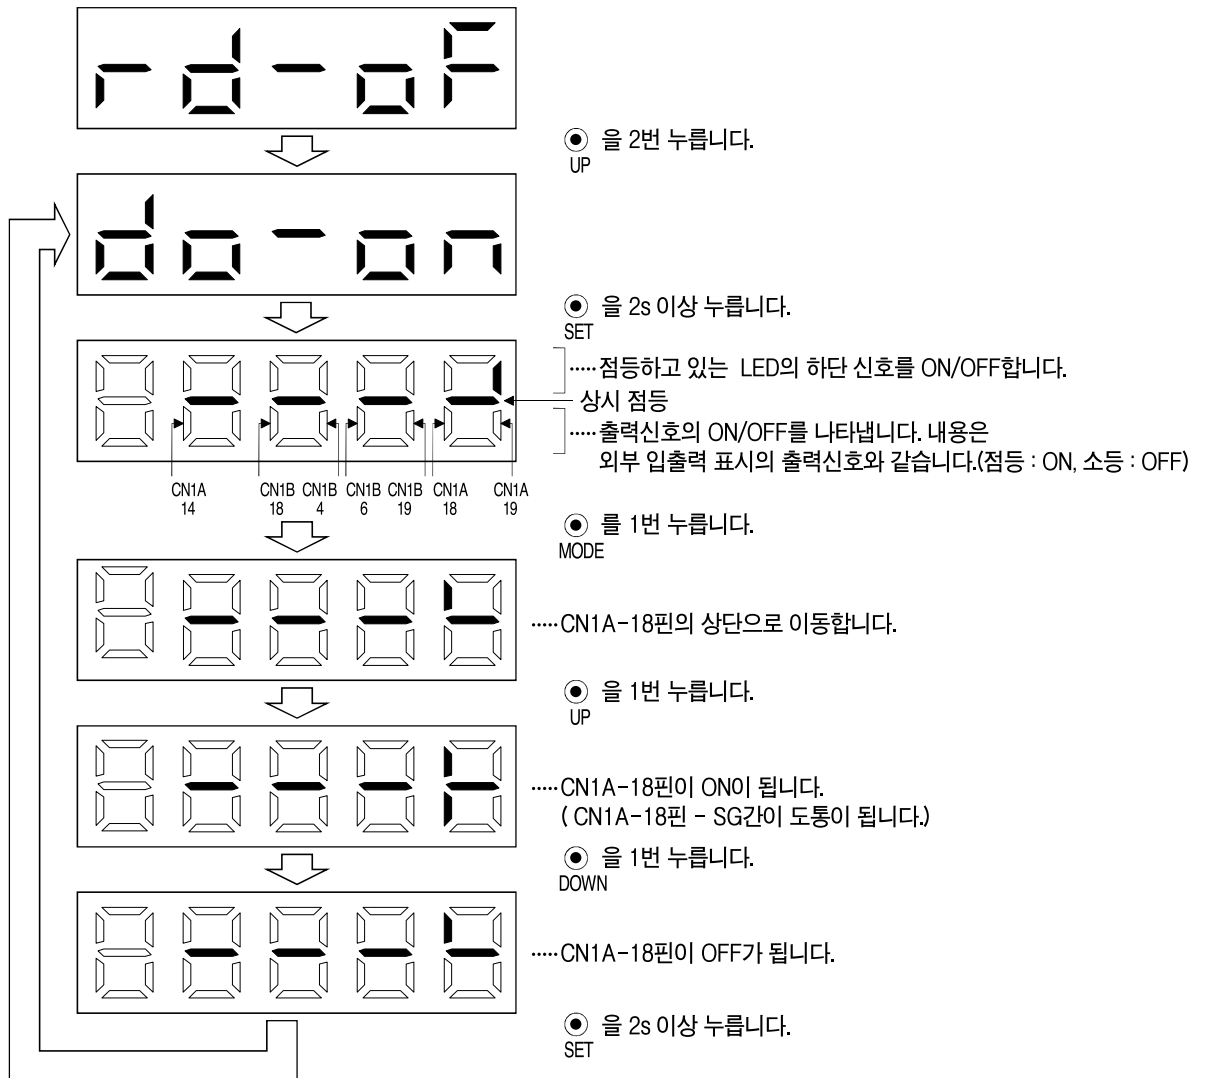 rd-oF
을 2번 누릅니다.
UP
do-on
을 2s 이상 누릅니다.
SET
·····점등하고 있는 LED의 하단 신호를 ON/OFF합니다.
상시 점등
·····출력신호의 ON/OFF를 나타냅니다. 내용은
외부 입출력 표시의 출력신호와 같습니다.(점등 : ON, 소등 : OFF)
CN1A CN1B CN1B CN1B CN1B CN1A CN1A
14 18 4 6 19 18 19
를 1번 누릅니다.
MODE
·····CN1A-18핀의 상단으로 이동합니다.
을 1번 누릅니다.
UP
·····CN1A-18핀이 ON이 됩니다.
( CN1A-18핀 - SG간이 도통이 됩니다.)
을 1번 누릅니다.
DOWN
·····CN1A-18핀이 OFF가 됩니다.
을 2s 이상 누릅니다.
SET